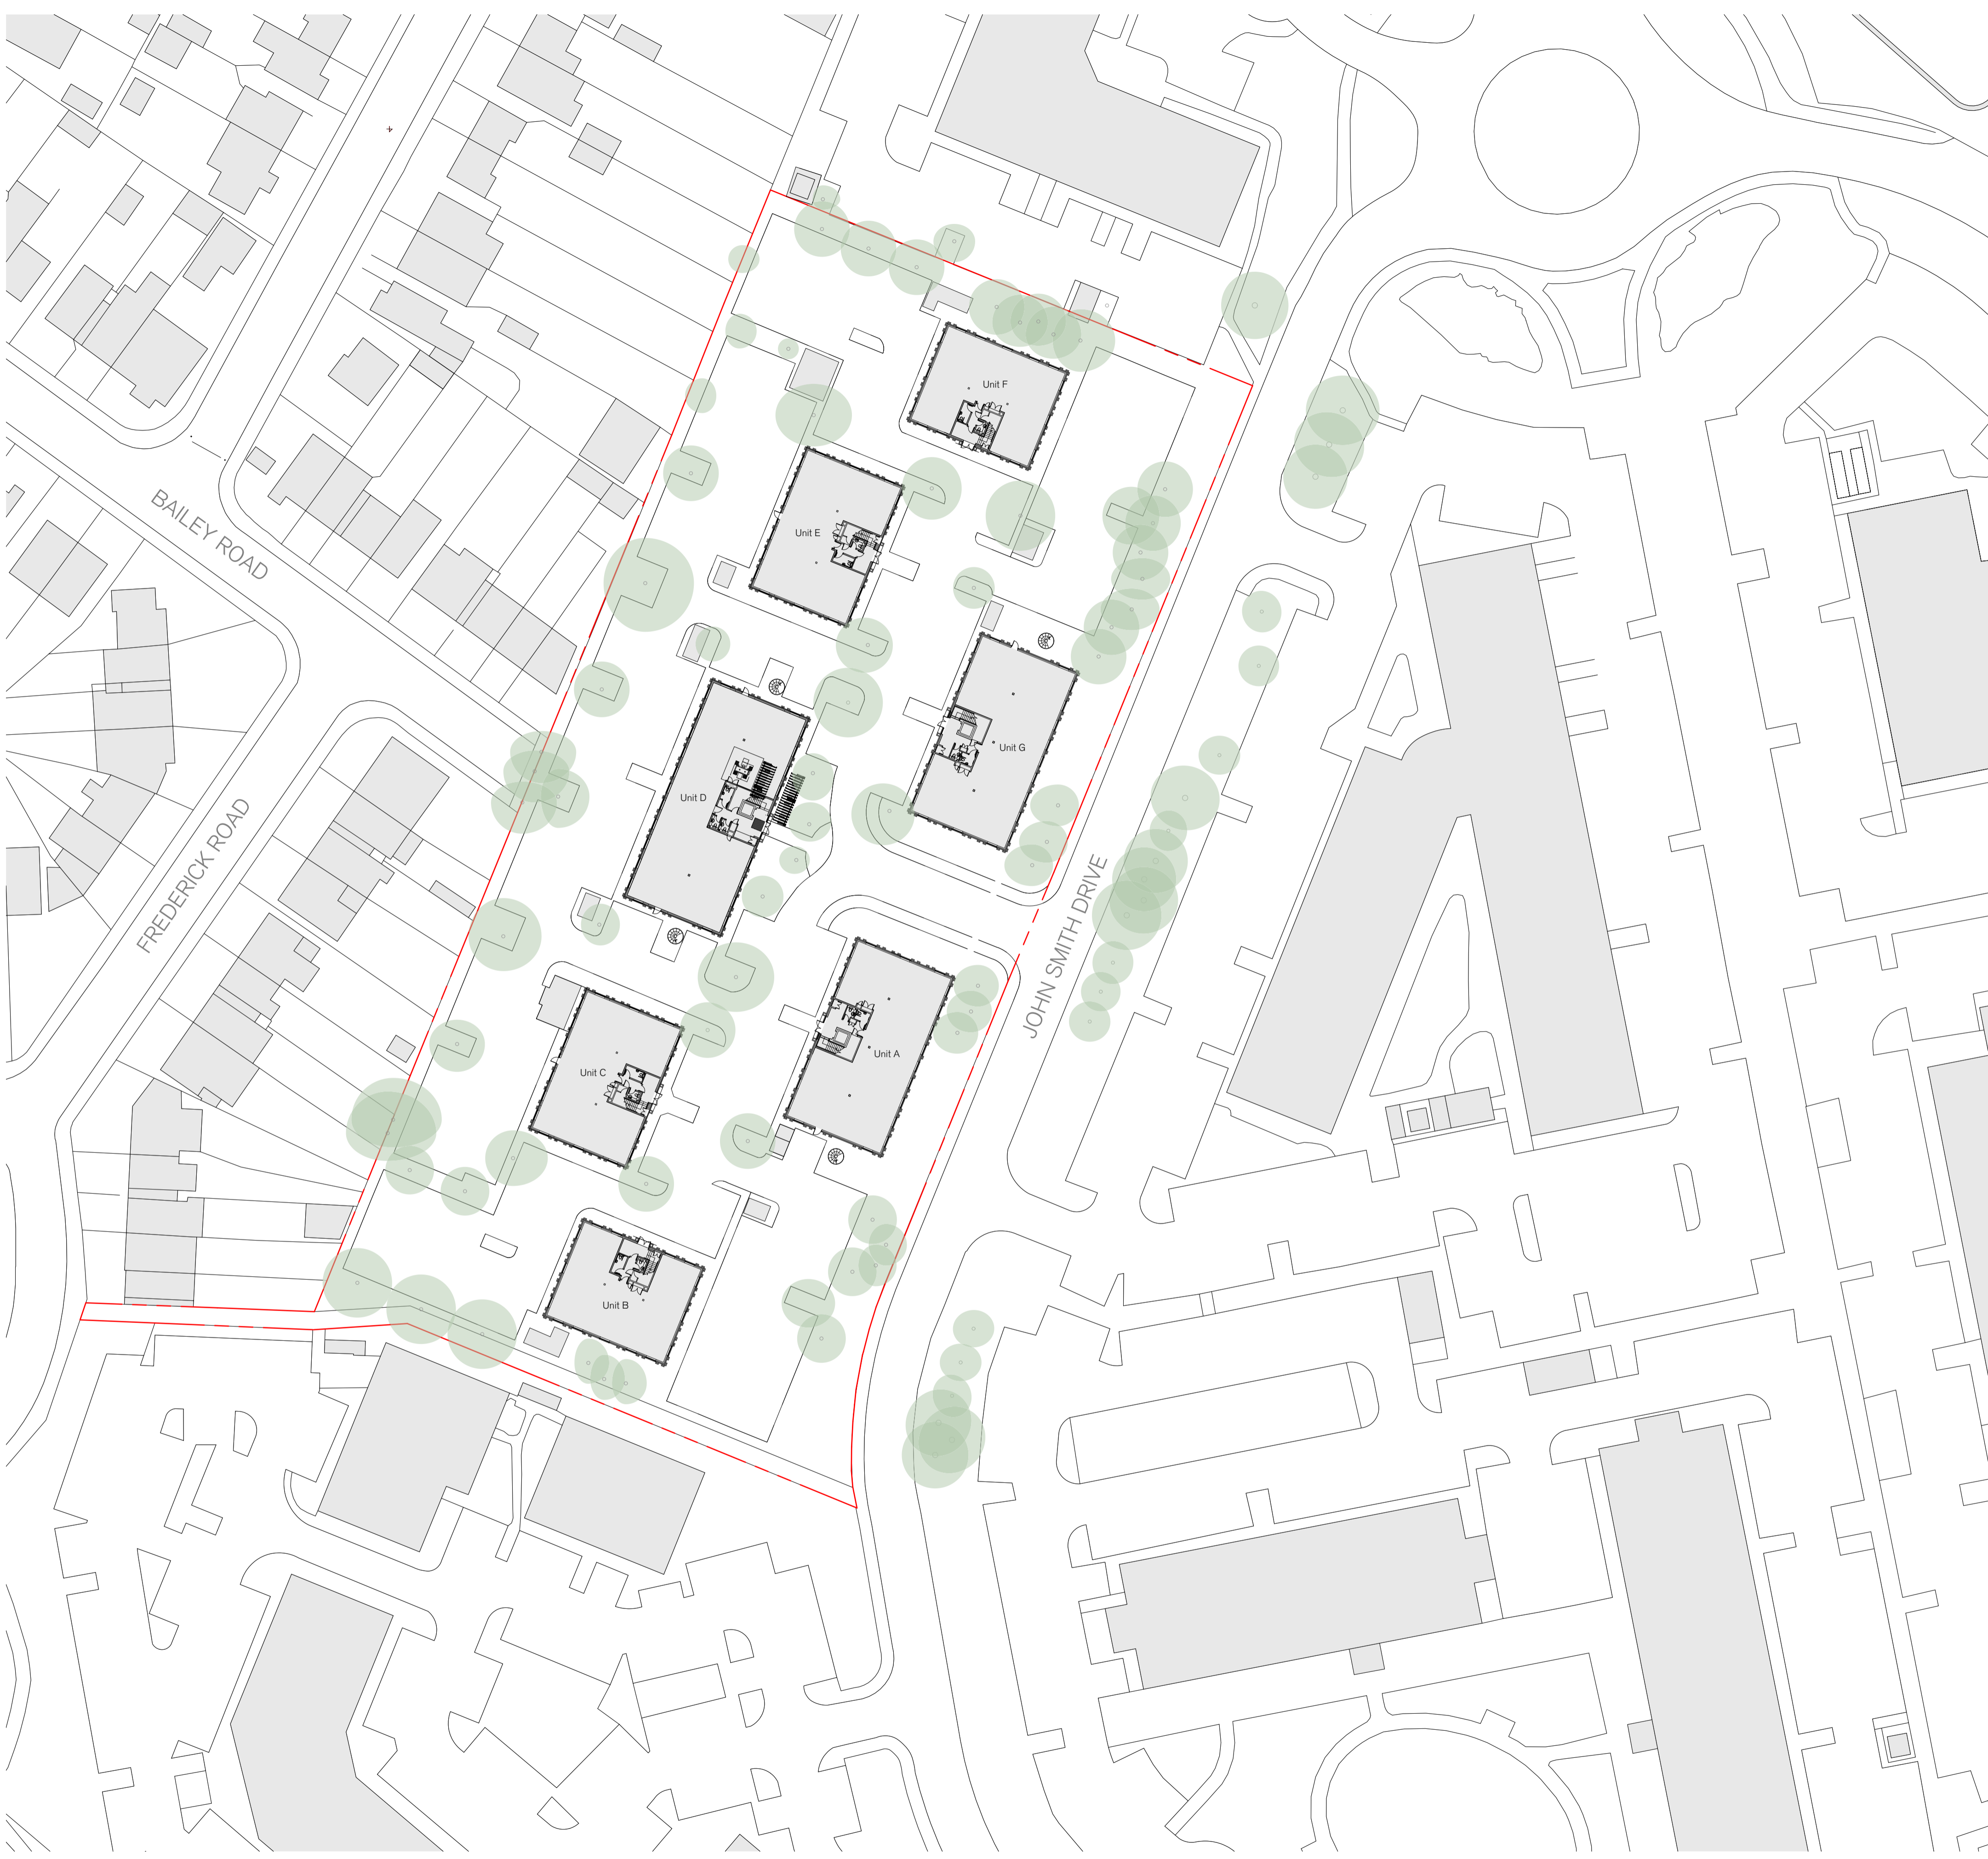 Unit F
BAILEY ROAD
Unit E
Unit G
Unit D
FREDERICK ROAD
JOHN SMITH DRIVE
Unit A
Unit C
Unit B